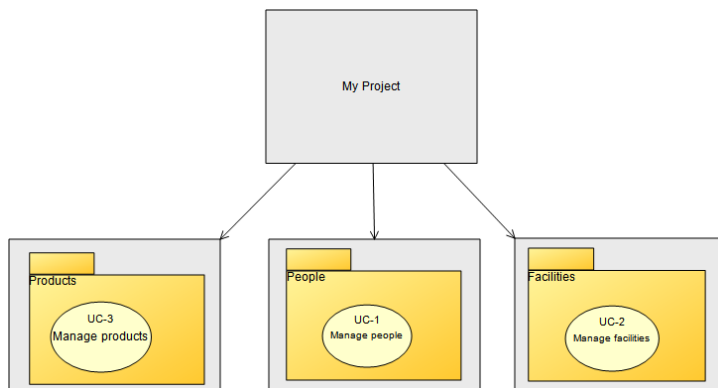 My Project
Products
UC-3
Manage products
People
UC-1
Manage people
Facilities
UC-2
Manage facilities